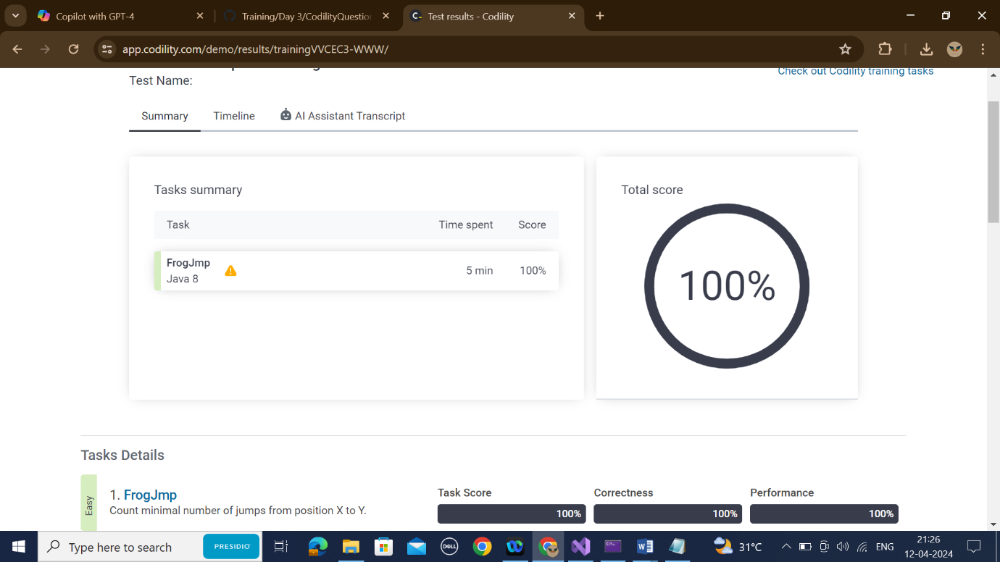 Copilot with GPT-4
Training/Day 3/CodilityQuestion
Test results - Codility
app.codility.com/demo/results/trainingVVCEC3-WWW/
Test Name:
Check out Codility training tasks
Summary
Timeline
AI Assistant Transcript
Tasks summary
Task Time spent Score
FrogJmp
Java 8
5 min 100%
Total score
100%
Tasks Details
Easy
1. FrogJmp
Count minimal number of jumps from position X to Y.
Task Score
100%
Correctness
100%
Performance
100%
Type here to search
PRESIDIO
DELL
31°C
ENG
21:26
12-04-2024